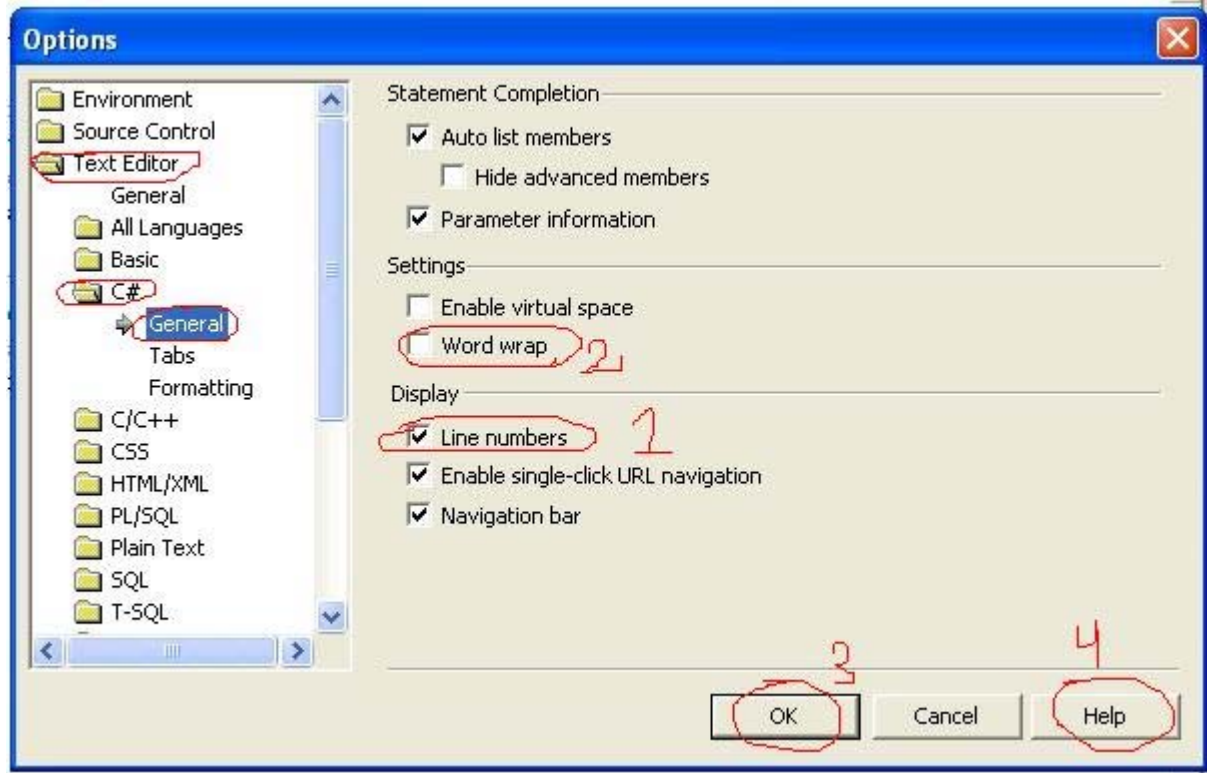 Options
Environment
Source Control
Text Editor
General
All Languages
Basic
C#
General
Tabs
Formatting
C/C++
CSS
HTML/XML
PL/SQL
Plain Text
SQL
T-SQL
Statement Completion
Auto list members
Hide advanced members
Parameter information
Settings
Enable virtual space
Word wrap 2
Display
Line numbers 1
Enable single-click URL navigation
Navigation bar
3 4
OK Cancel Help